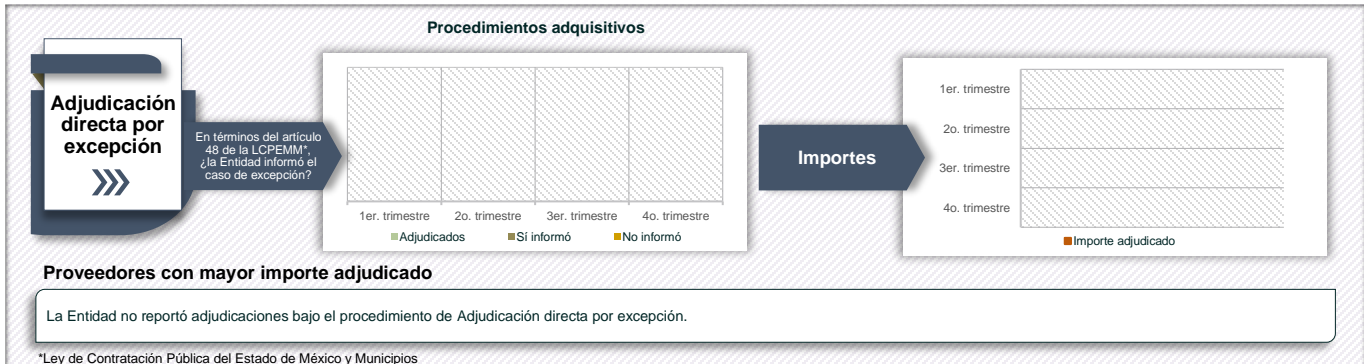 Procedimientos adquisitivos
Adjudicación
directa por
excepción
En términos del artículo
48 de la LCPEMM*,
¿la Entidad informó el
caso de excepción?
1er. trimestre
2o. trimestre
3er. trimestre
4o. trimestre
Adjudicados
Sí informó
No informó
Importes
1er. trimestre
2o. trimestre
3er. trimestre
4o. trimestre
Importe adjudicado
Proveedores con mayor importe adjudicado
La Entidad no reportó adjudicaciones bajo el procedimiento de Adjudicación directa por excepción.
*Ley de Contratación Pública del Estado de México y Municipios